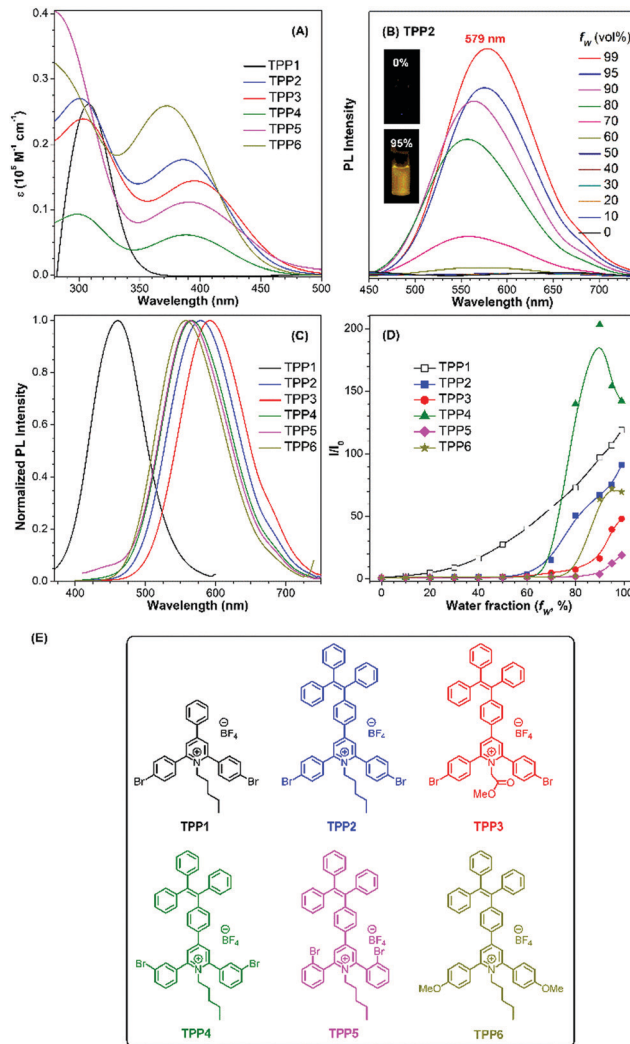 (A)
0.4
0.3
0.2
0.1
0.0
ε (10⁵ M⁻¹ cm⁻¹)
TPP1
TPP2
TPP3
TPP4
TPP5
TPP6
300
350
400
450
500
Wavelength (nm)
(B) TPP2
579 nm
0%
95%
PL Intensity
fw (vol%)
99
95
90
80
70
60
50
40
30
20
10
0
450
500
600
700
Wavelength (nm)
(C)
1.0
0.8
0.6
0.4
0.2
0.0
Normalized PL Intensity
TPP1
TPP2
TPP3
TPP4
TPP5
TPP6
400
500
600
700
Wavelength (nm)
(D)
200
150
100
50
0
I/I₀
TPP1
TPP2
TPP3
TPP4
TPP5
TPP6
0
20
40
60
80
100
Water fraction (fw, %)
(E)
⊖
BF₄
⊕
Br
N
Br
TPP1
⊖
BF₄
⊕
Br
N
Br
TPP2
⊖
BF₄
⊕
Br
N
Br
MeO
O
TPP3
⊖
BF₄
Br
⊕
Br
N
TPP4
⊖
BF₄
Br
⊕
Br
N
TPP5
⊖
BF₄
⊕
MeO
N
OMe
TPP6